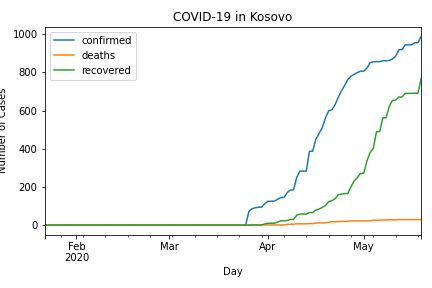 COVID-19 in Kosovo
confirmed
deaths
recovered
1000
800
600
400
200
0
Number of Cases
Feb
2020
Mar
Apr
May
Day